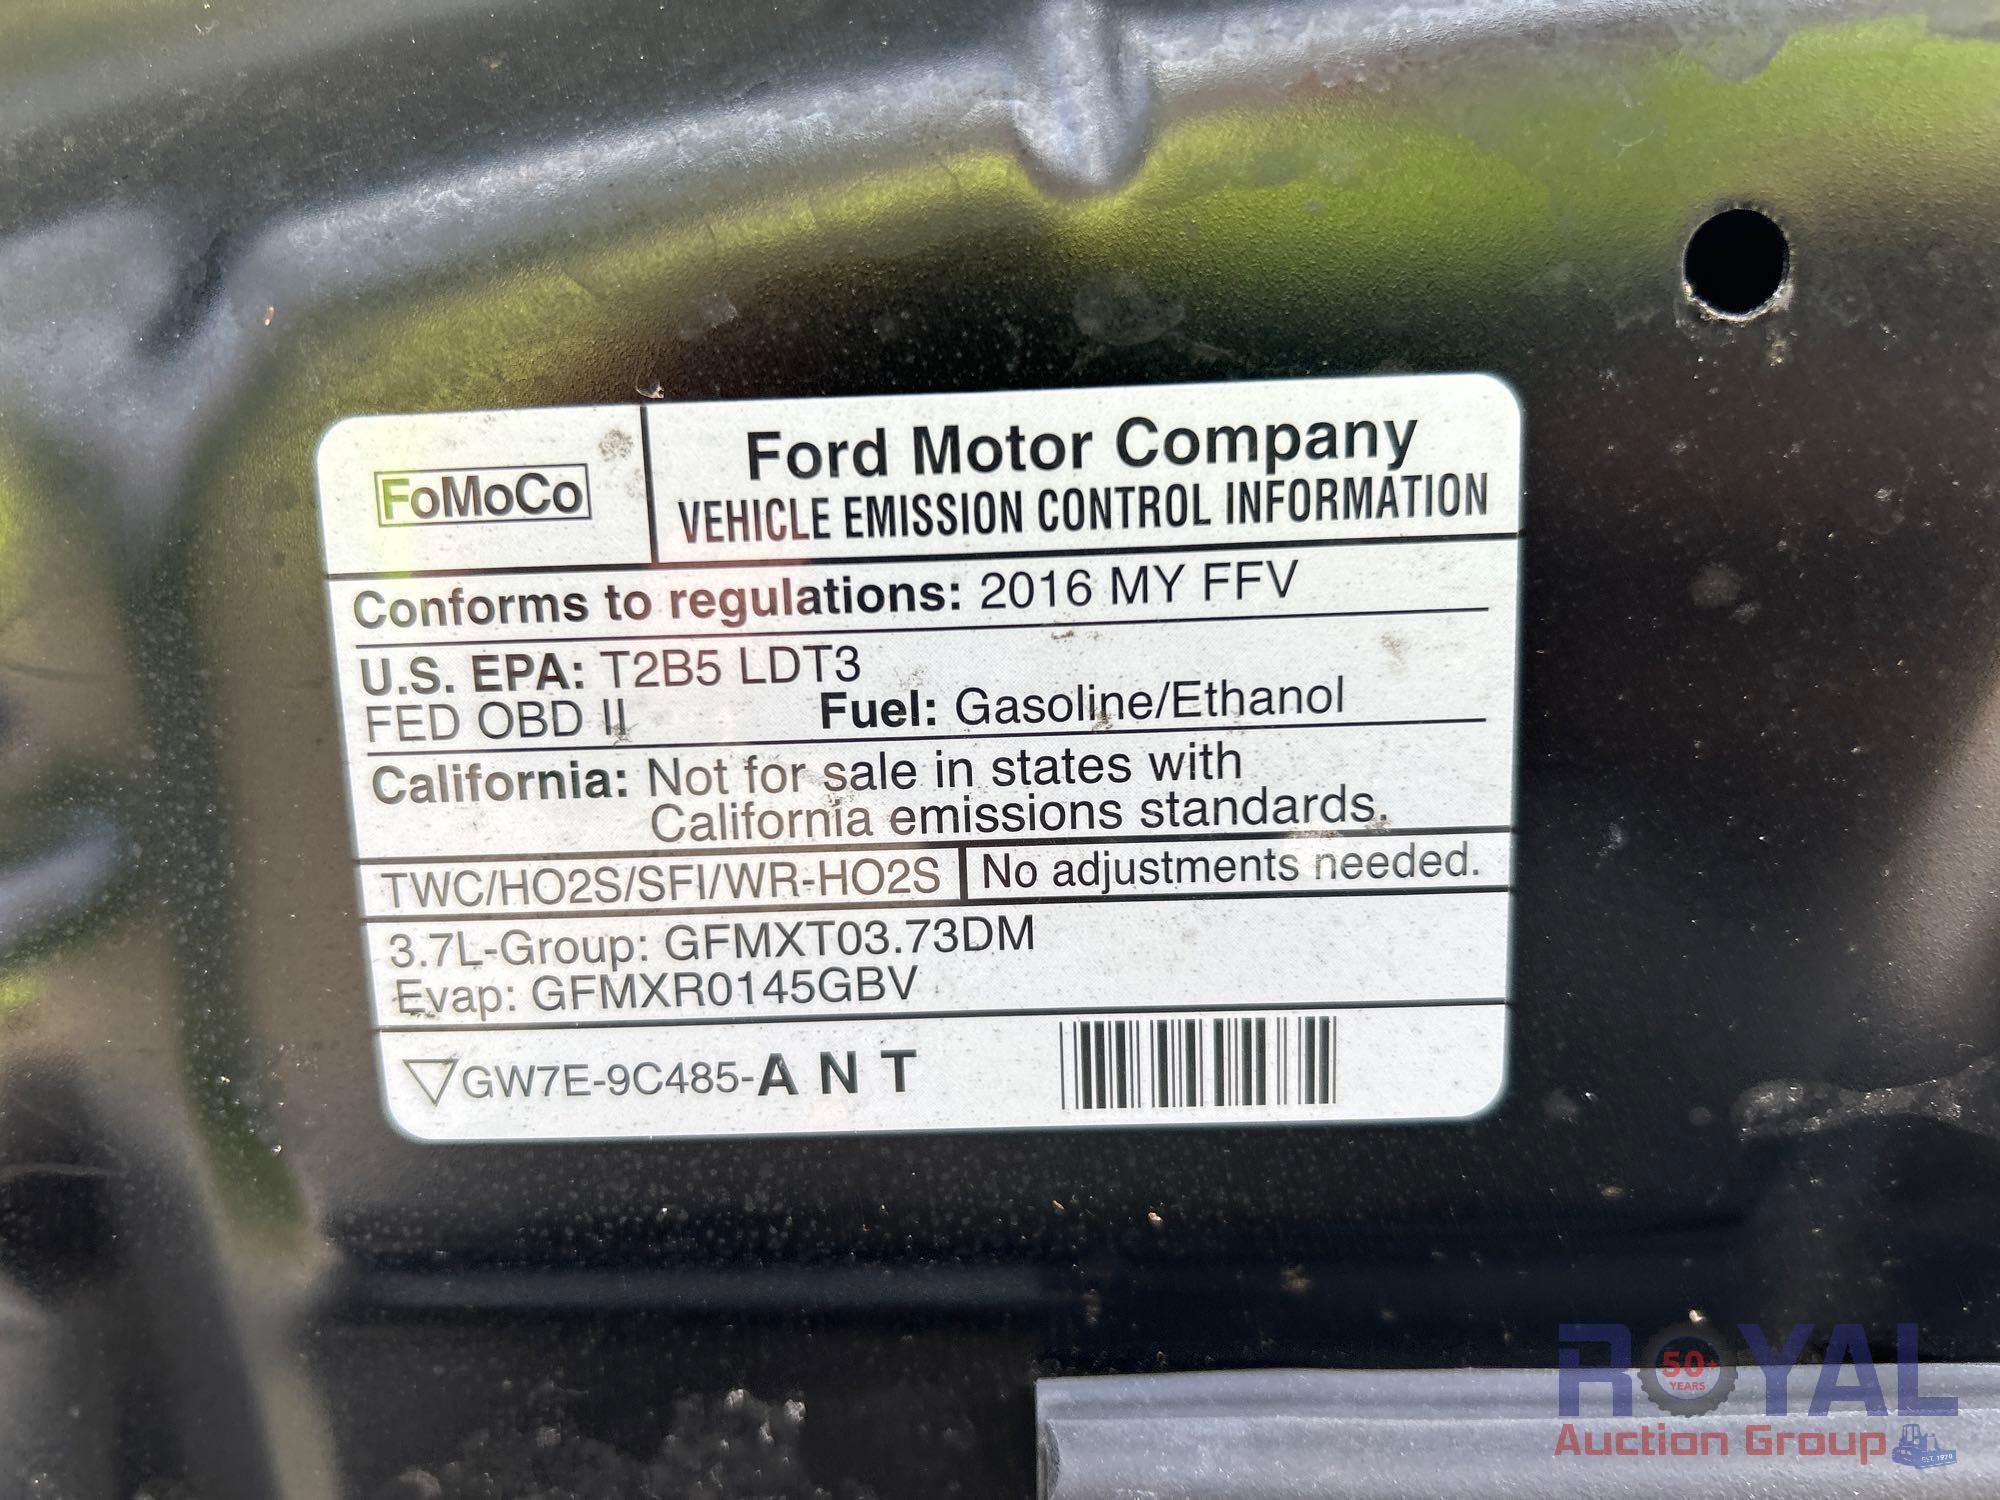 FoMoCo
Ford Motor Company
VEHICLE EMISSION CONTROL INFORMATION
Conforms to regulations: 2016 MY FFV
U.S. EPA: T2B5 LDT3
FED OBD II Fuel: Gasoline/Ethanol
California: Not for sale in states with
California emissions standards.
TWC/HO2S/SFI/WR-HO2S No adjustments needed.
3.7L-Group: GFMXT03.73DM
Evap: GFMXR0145GBV
GW7E-9C485-A N T
ROYAL
50+
YEARS
Auction Group
EST. 1970